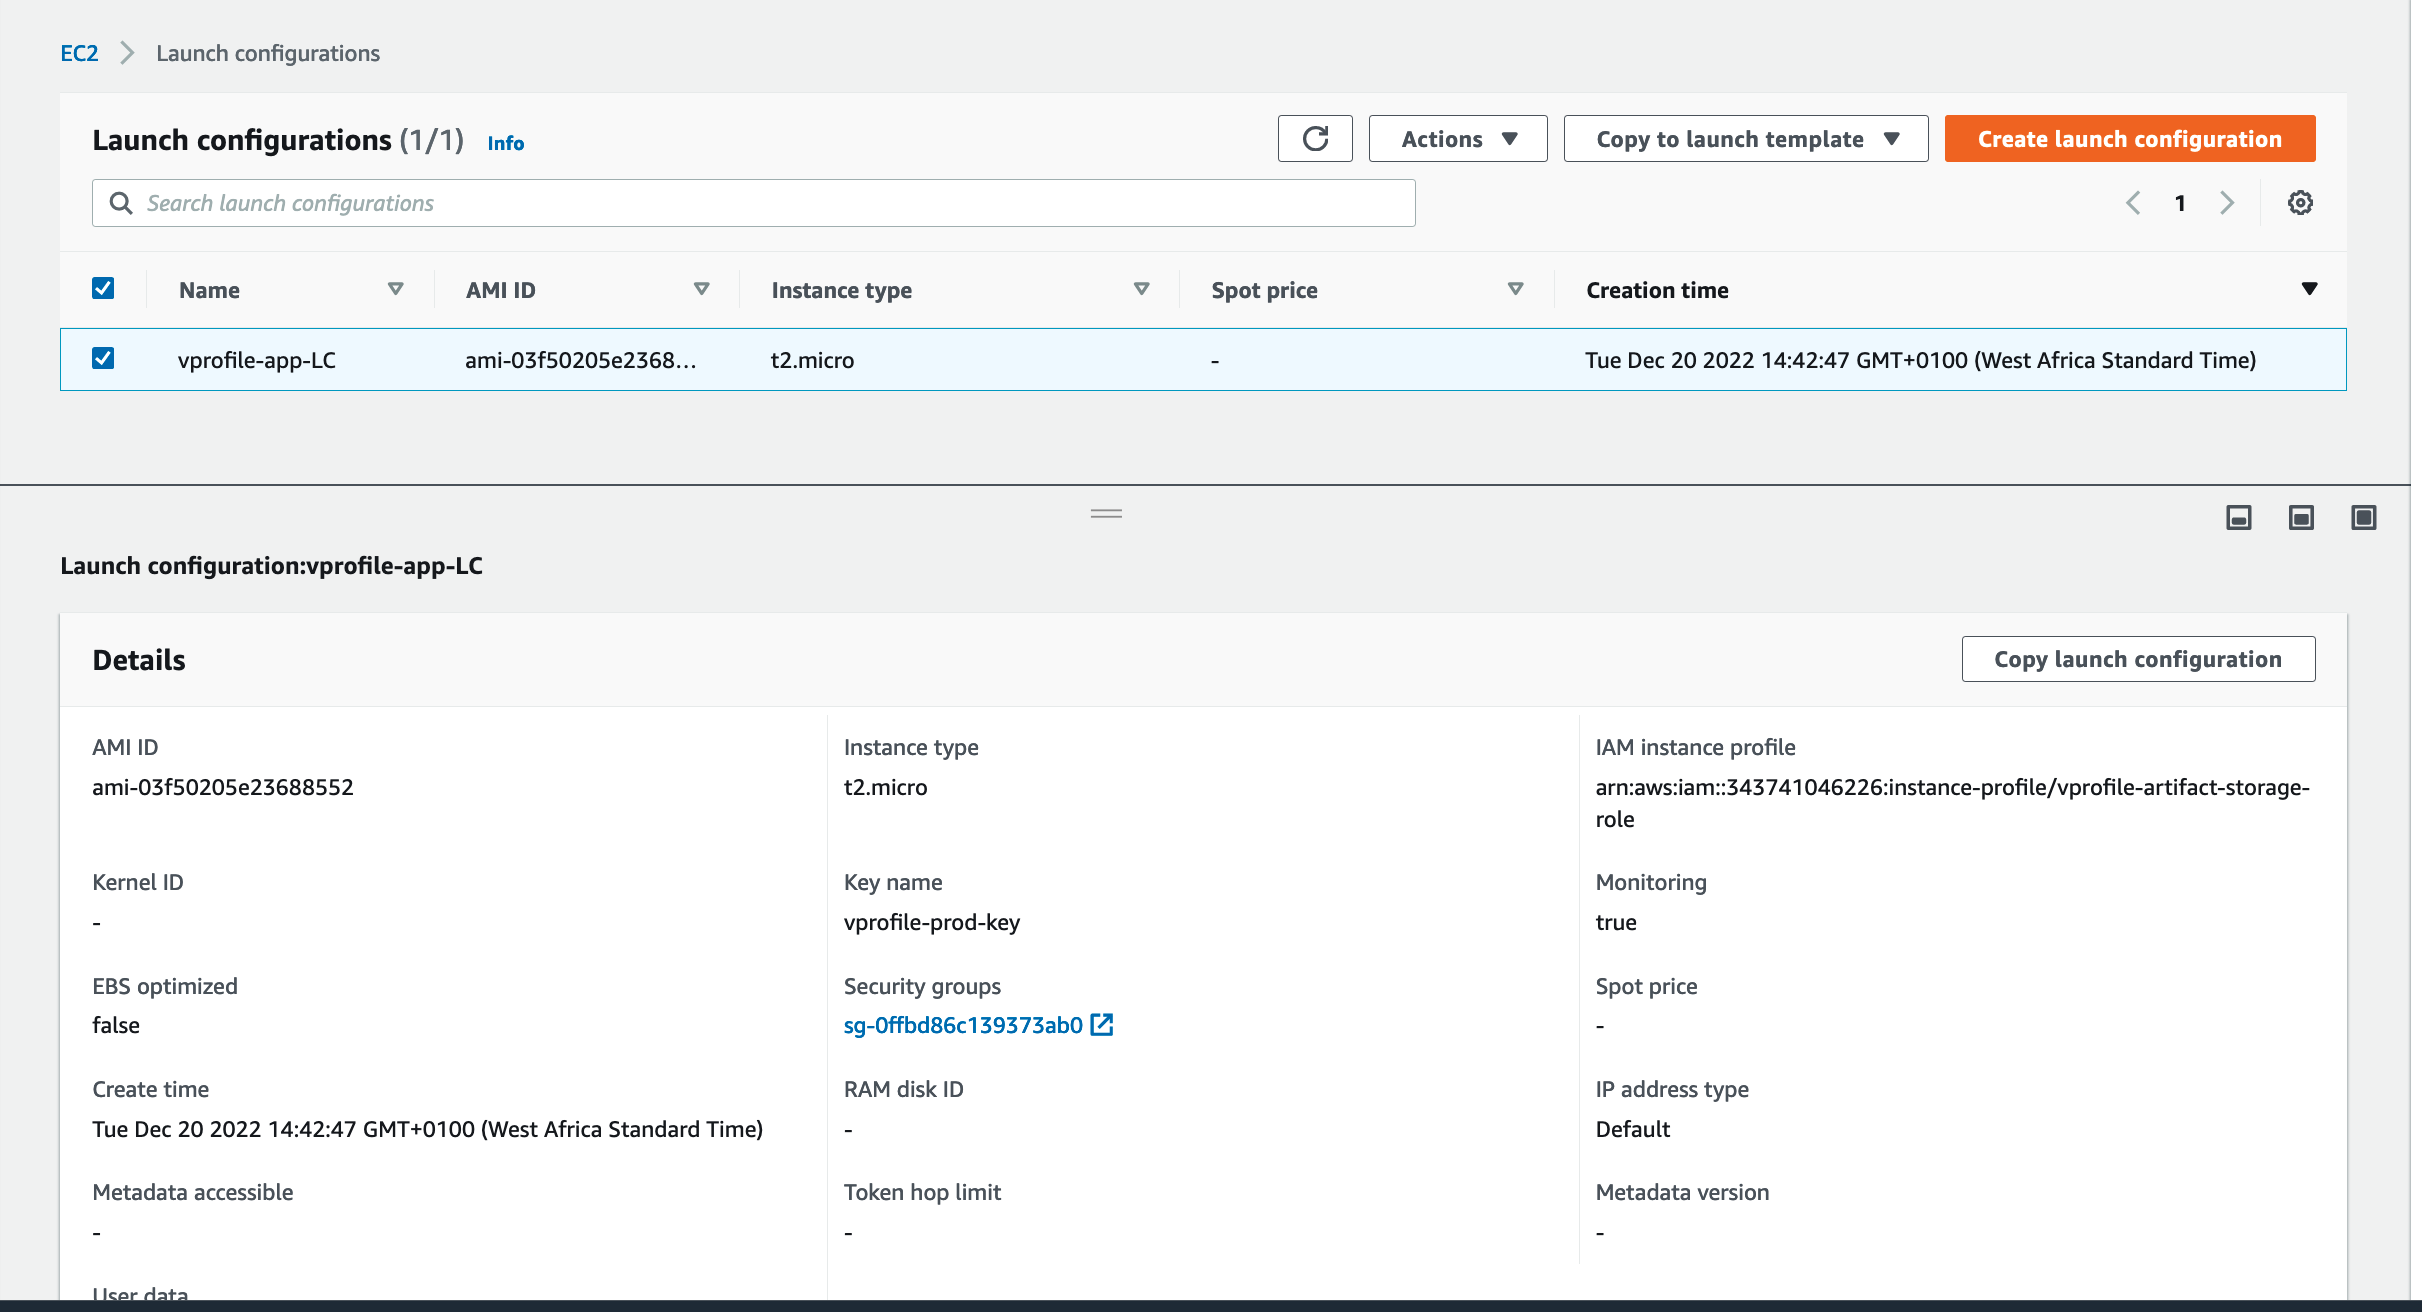 EC2 Launch configurations
Launch configurations (1/1) Info
Actions Copy to launch template Create launch configuration
Search launch configurations
1
Name AMI ID Instance type Spot price Creation time
vprofile-app-LC ami-03f50205e2368... t2.micro - Tue Dec 20 2022 14:42:47 GMT+0100 (West Africa Standard Time)
Launch configuration:vprofile-app-LC
Details Copy launch configuration
AMI ID Instance type IAM instance profile
ami-03f50205e23688552 t2.micro arn:aws:iam::343741046226:instance-profile/vprofile-artifact-storage-
role
Kernel ID Key name Monitoring
- vprofile-prod-key true
EBS optimized Security groups Spot price
false sg-0ffbd86c139373ab0 -
Create time RAM disk ID IP address type
Tue Dec 20 2022 14:42:47 GMT+0100 (West Africa Standard Time) - Default
Metadata accessible Token hop limit Metadata version
- - -
User data